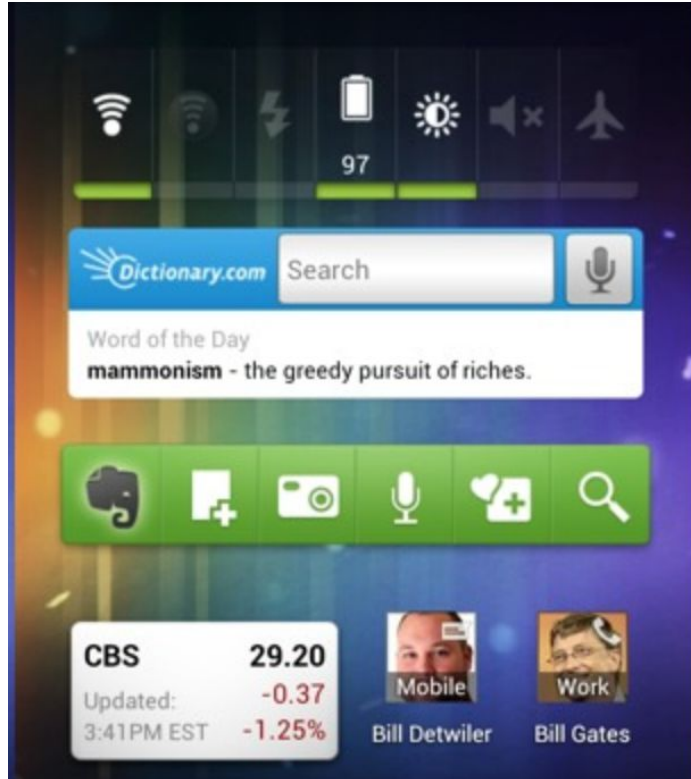 97
Dictionary.com Search
Word of the Day
mammonism - the greedy pursuit of riches.
CBS 29.20
Updated: -0.37
3:41PM EST -1.25%
Mobile
Bill Detwiler
Work
Bill Gates